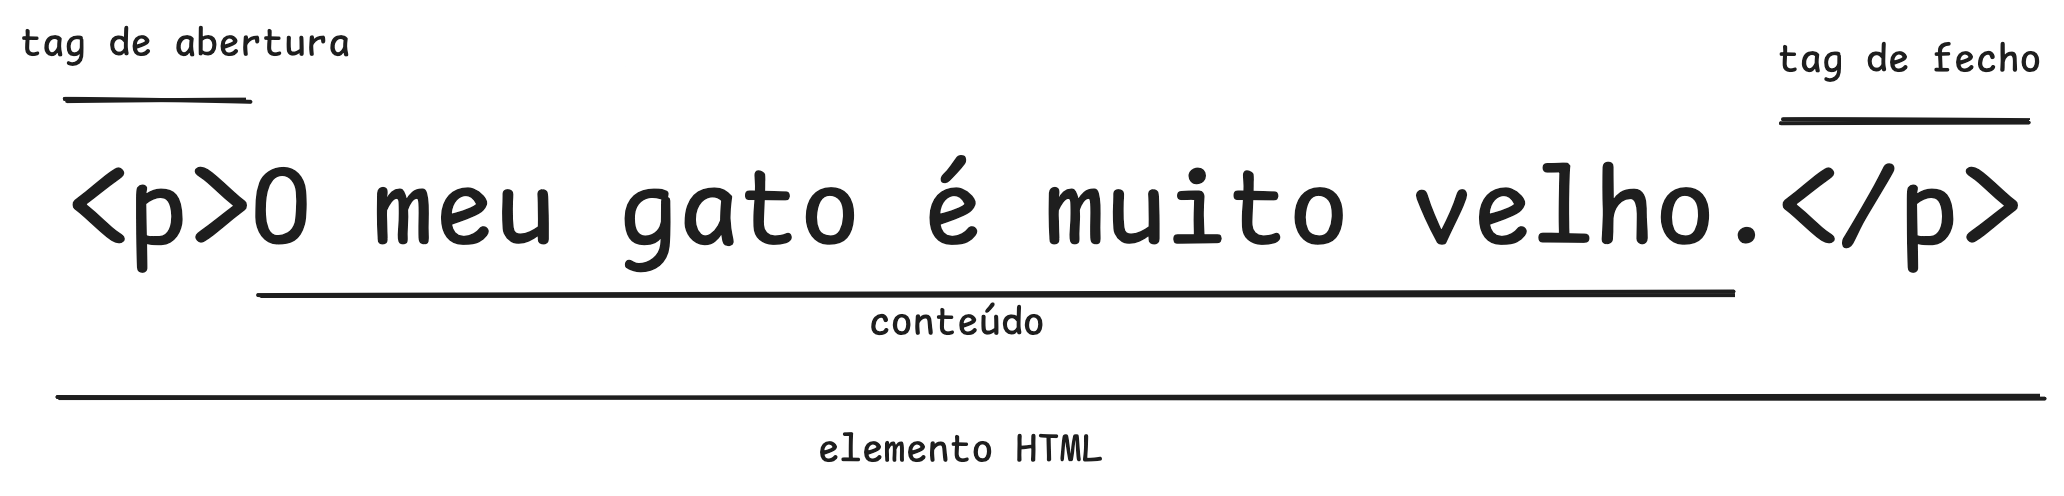 tag de abertura
tag de fecho
<p>O meu gato é muito velho.</p>
conteúdo
elemento HTML